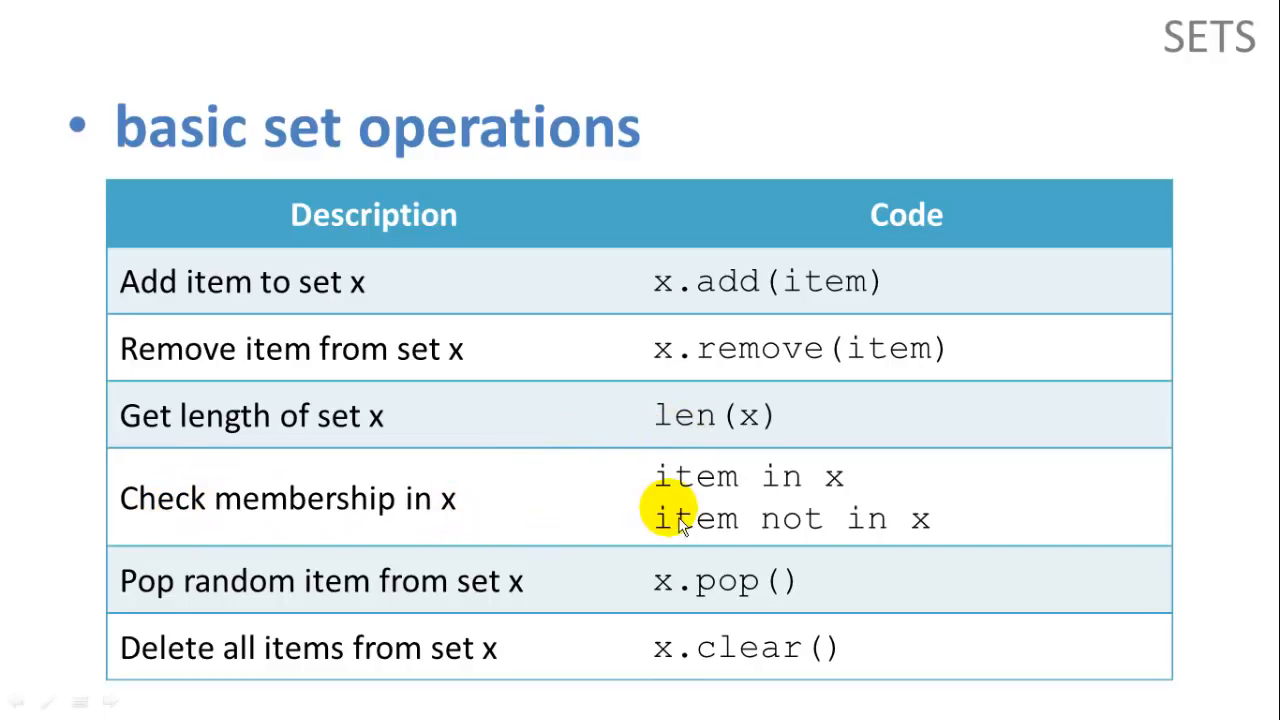 SETS
• basic set operations
Description Code
Add item to set x x.add(item)
Remove item from set x x.remove(item)
Get length of set x len(x)
Check membership in x item in x
item not in x
Pop random item from set x x.pop()
Delete all items from set x x.clear()